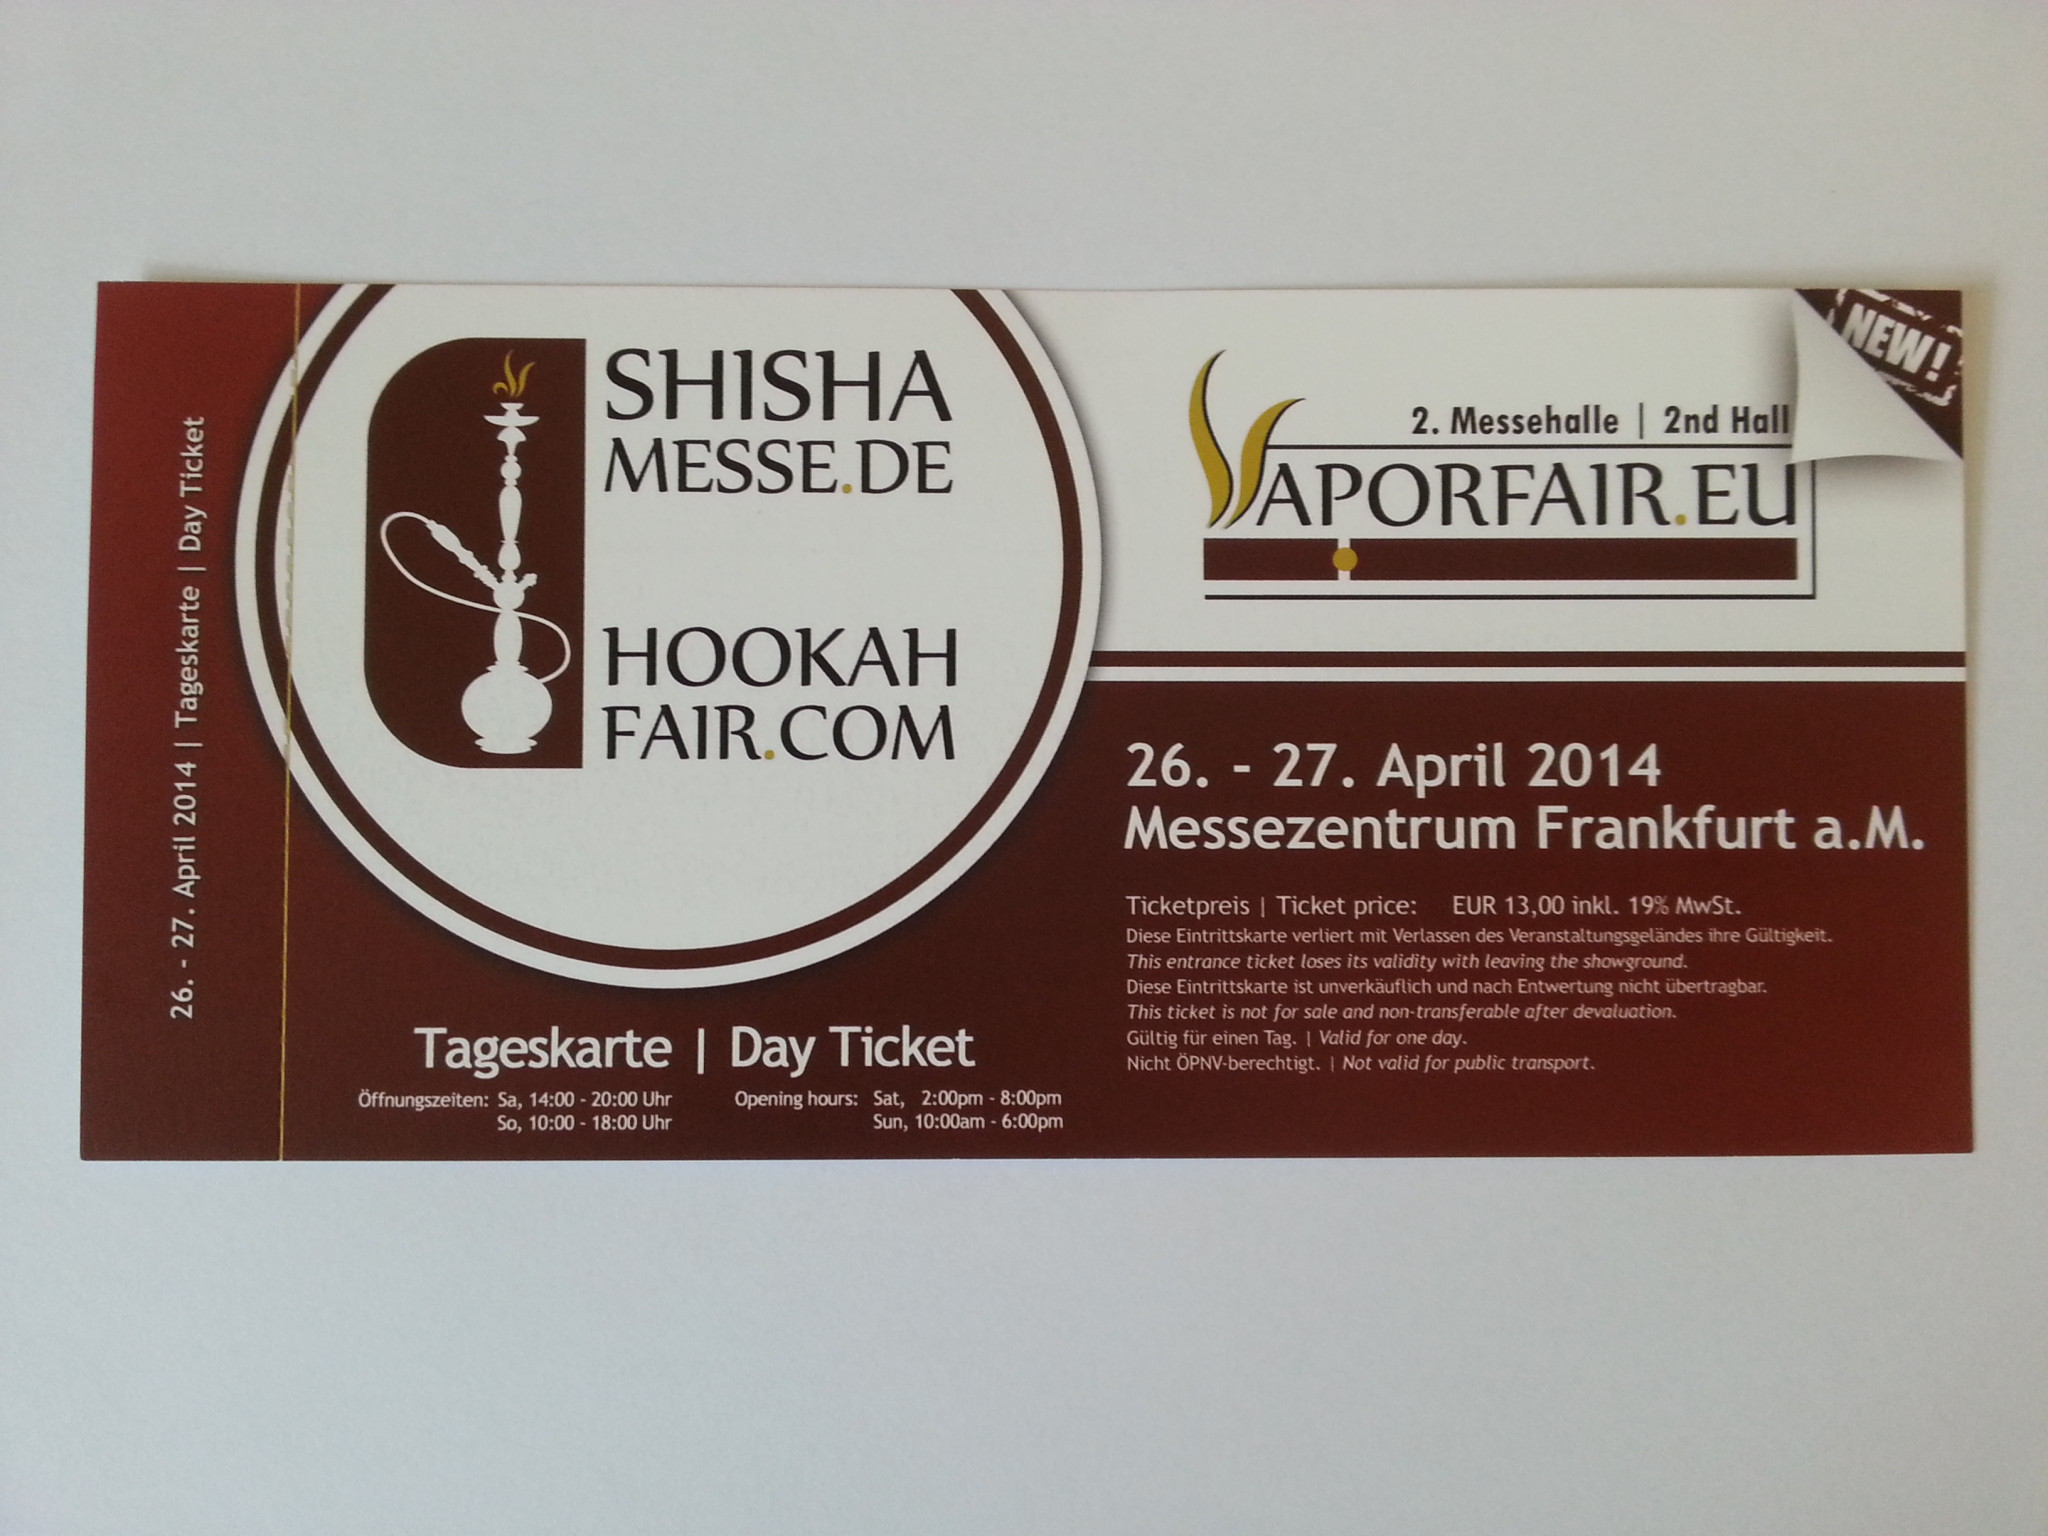 26. - 27. April 2014 | Tageskarte | Day Ticket
SHISHA
MESSE.DE
HOOKAH
FAIR.COM
Tageskarte | Day Ticket
Öffnungszeiten: Sa, 14:00 - 20:00 Uhr
So, 10:00 - 18:00 Uhr
Opening hours: Sat, 2:00pm - 8:00pm
Sun, 10:00am - 6:00pm
NEW!
2. Messehalle | 2nd Hall
VAPORFAIR.EU
26. - 27. April 2014
Messezentrum Frankfurt a.M.
Ticketpreis | Ticket price: EUR 13,00 inkl. 19% MwSt.
Diese Eintrittskarte verliert mit Verlassen des Veranstaltungsgeländes ihre Gültigkeit.
This entrance ticket loses its validity with leaving the showground.
Diese Eintrittskarte ist unverkäuflich und nach Entwertung nicht übertragbar.
This ticket is not for sale and non-transferable after devaluation.
Gültig für einen Tag. | Valid for one day.
Nicht ÖPNV-berechtigt. | Not valid for public transport.